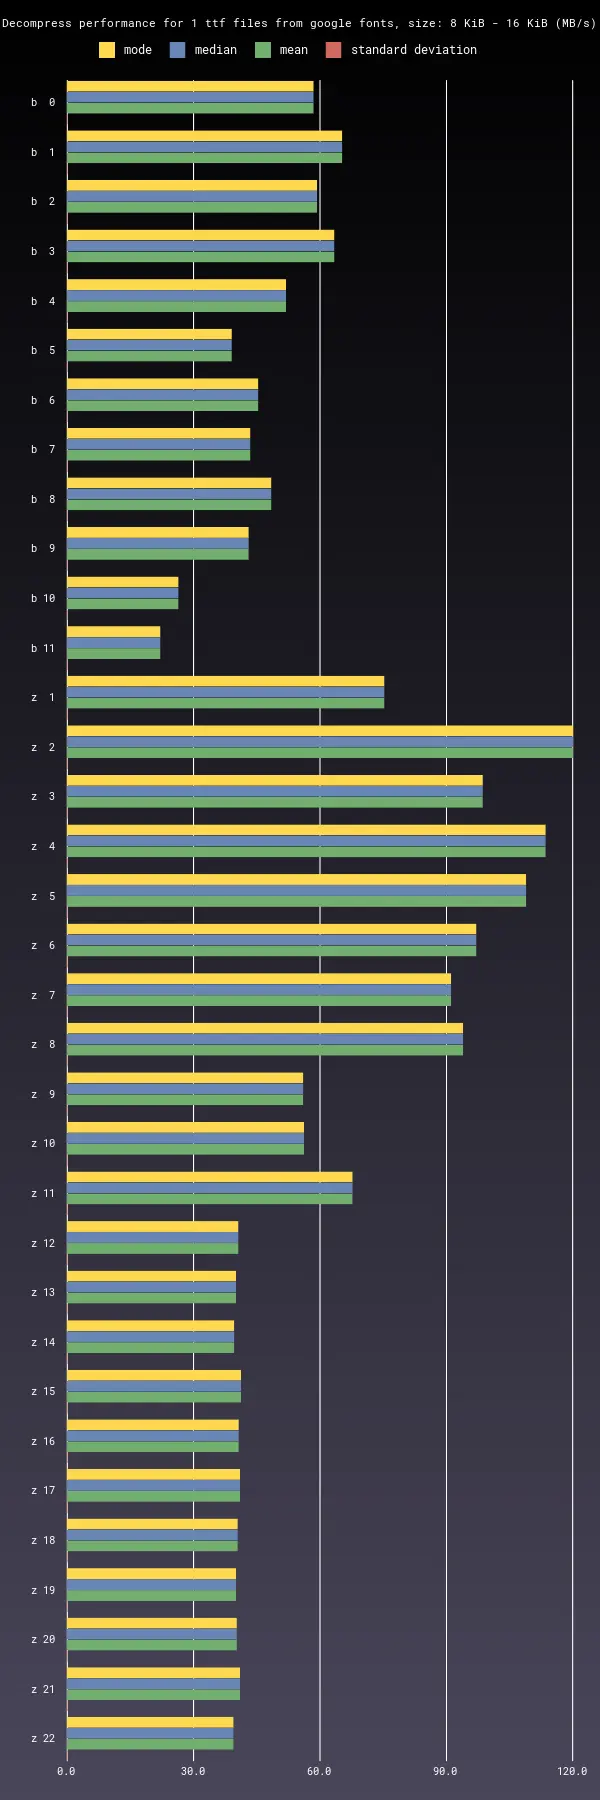 Decompress performance for 1 ttf files from google fonts, size: 8 KiB - 16 KiB (MB/s)
mode median mean standard deviation
b 0
b 1
b 2
b 3
b 4
b 5
b 6
b 7
b 8
b 9
b 10
b 11
z 1
z 2
z 3
z 4
z 5
z 6
z 7
z 8
z 9
z 10
z 11
z 12
z 13
z 14
z 15
z 16
z 17
z 18
z 19
z 20
z 21
z 22
0.0 30.0 60.0 90.0 120.0